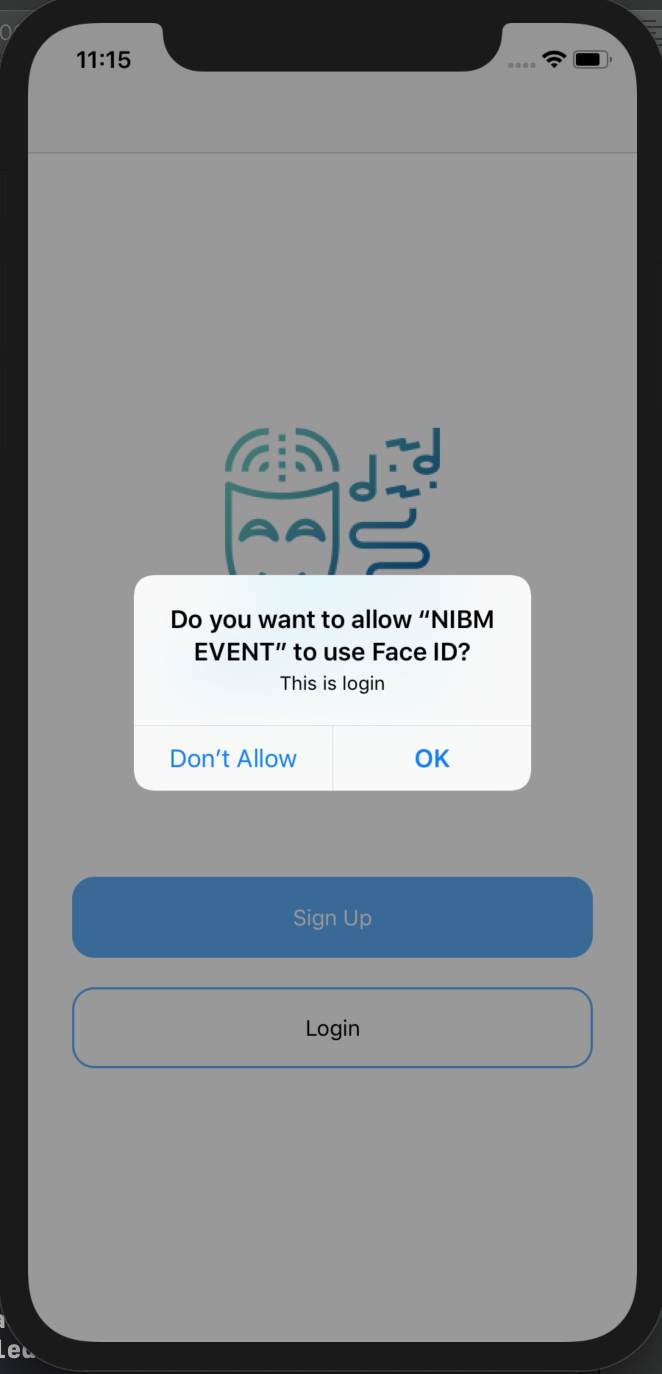 11:15
Do you want to allow “NIBM
EVENT” to use Face ID?
This is login
Don’t Allow
OK
Sign Up
Login